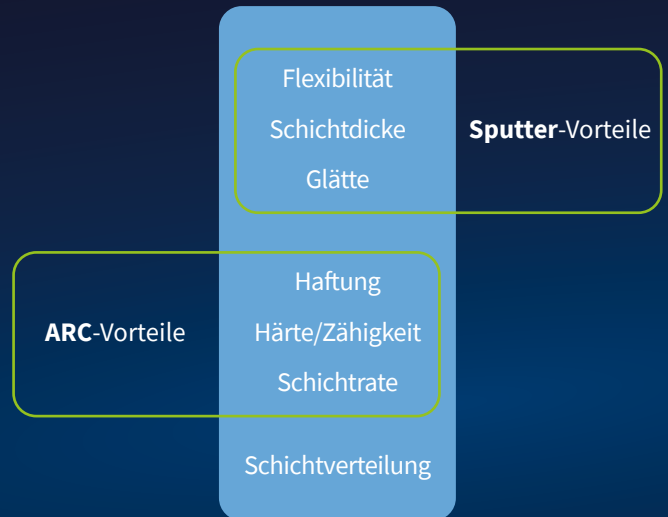 Flexibilität
Schichtdicke
Glätte
Sputter-Vorteile
Haftung
Härte/Zähigkeit
Schichtrate
ARC-Vorteile
Schichtverteilung